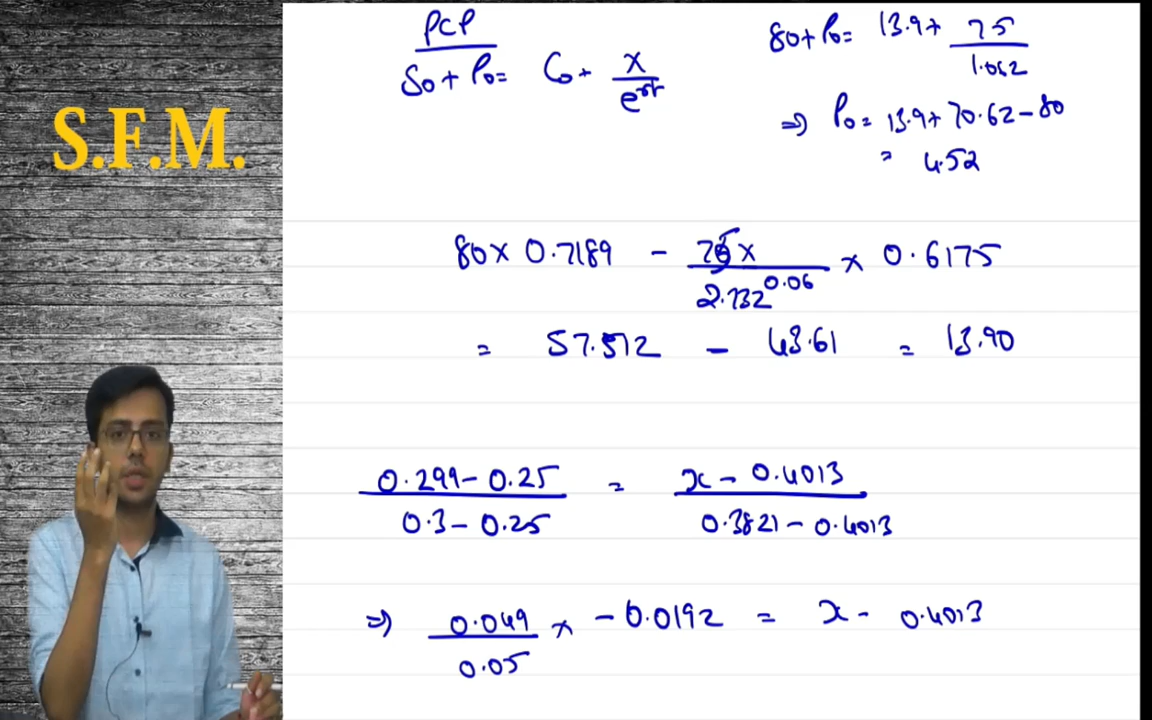 S.F.M.
PCP
S0 + P0 = C0 + x / e^rt
80 + P0 = 13.9 + 75 / 1.062
⇒ P0 = 13.9 + 70.62 - 80
= 4.52
80 × 0.7189 - 75 × / 2.732^0.06 × 0.6175
= 57.512 - 43.61 = 13.90
0.299 - 0.25 / 0.3 - 0.25 = x - 0.4013 / 0.3821 - 0.4013
⇒ 0.049 / 0.05 × -0.0192 = x - 0.4013